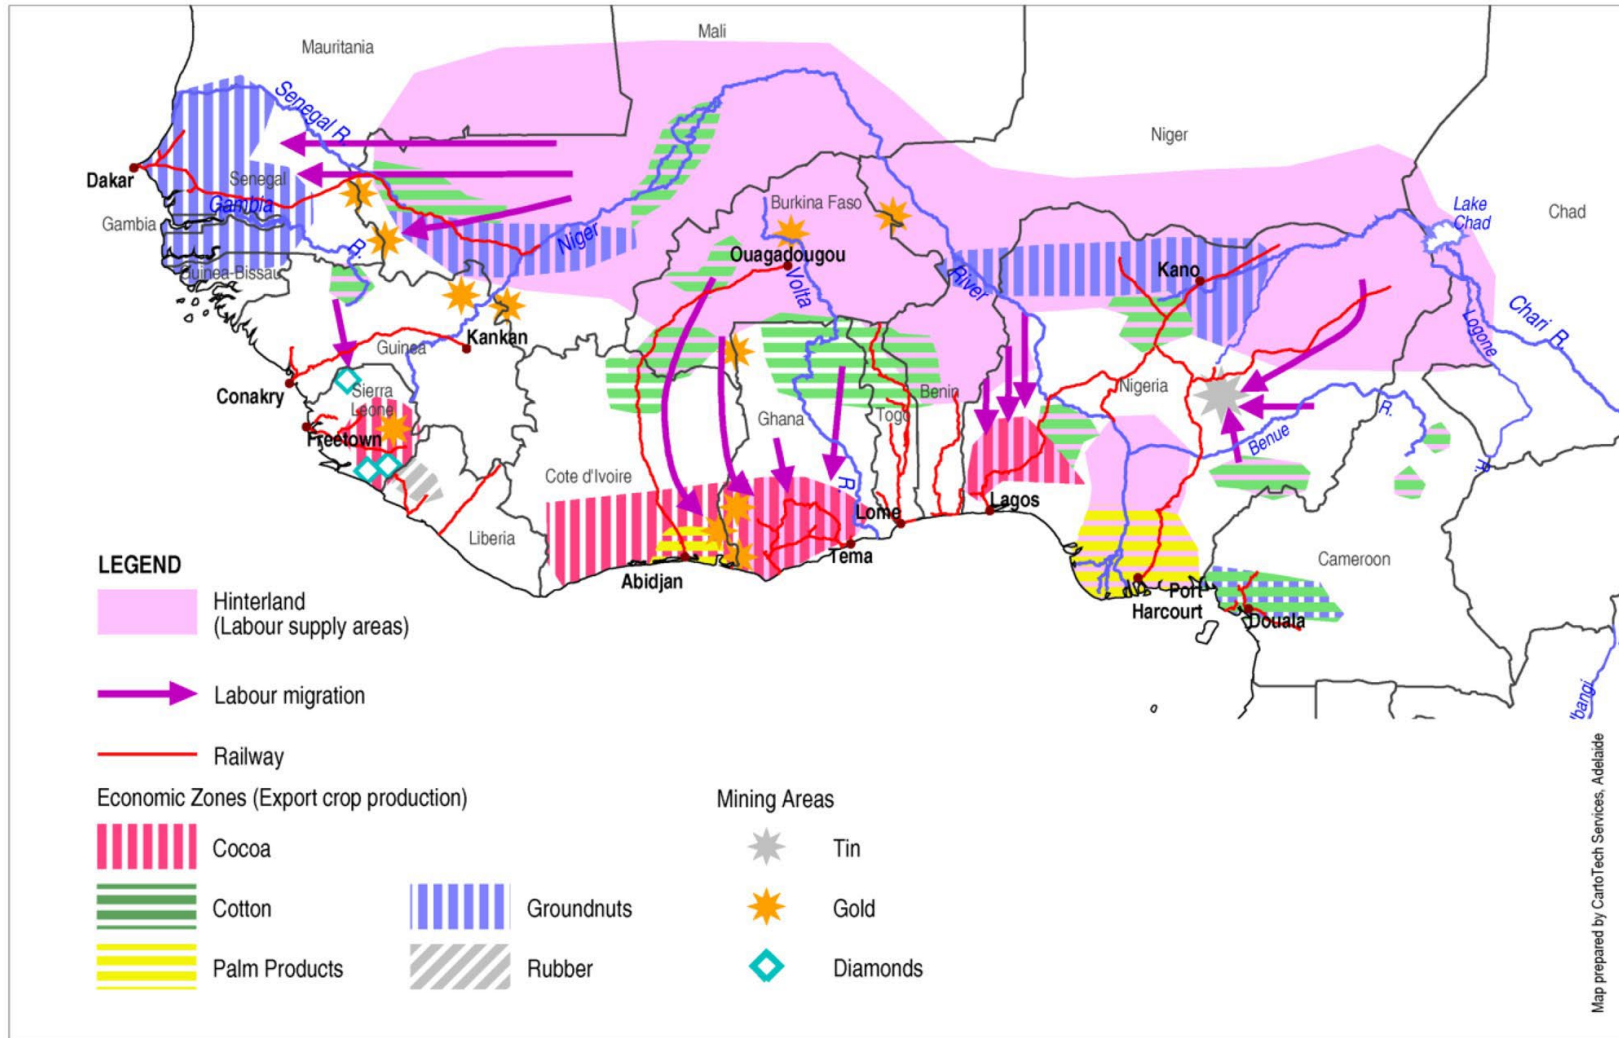 Mauritania
Mali
Niger
Chad
Senegal R.
Dakar
Senegal
Gambia
Gambia
R.
Guinea-Bissau
Niger
Burkina Faso
Ouagadougou
Volta
River
Kano
Lake
Chad
Chari R.
Logone
R.
Kankan
Guinea
Conakry
Sierra
Leone
Freetown
Liberia
Cote d'Ivoire
Ghana
Togo
Benin
Nigeria
Benue
R.
R.
Lome
Lagos
Tema
Abidjan
Port
Harcourt
Douala
Cameroon
LEGEND
Hinterland
(Labour supply areas)
Labour migration
Railway
Economic Zones (Export crop production)
Cocoa
Cotton
Palm Products
Groundnuts
Rubber
Mining Areas
Tin
Gold
Diamonds
Map prepared by CartoTech Services, Adelaide